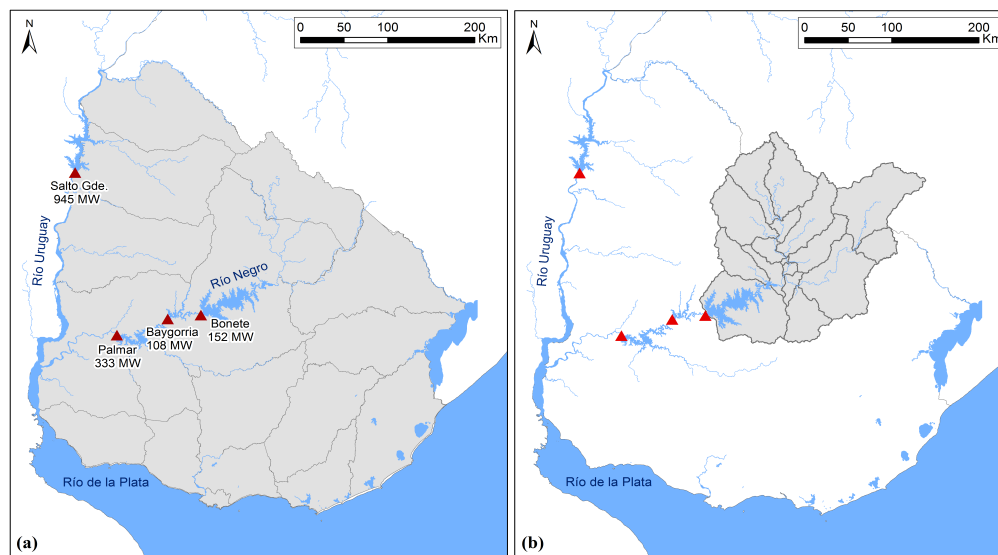 N
0 50 100 200
Km
Salto Gde.
945 MW
Río Uruguay
Río Negro
Bonete
152 MW
Baygorria
108 MW
Palmar
333 MW
Río de la Plata
(a)
N
0 50 100 200
Km
Río Uruguay
Río de la Plata
(b)